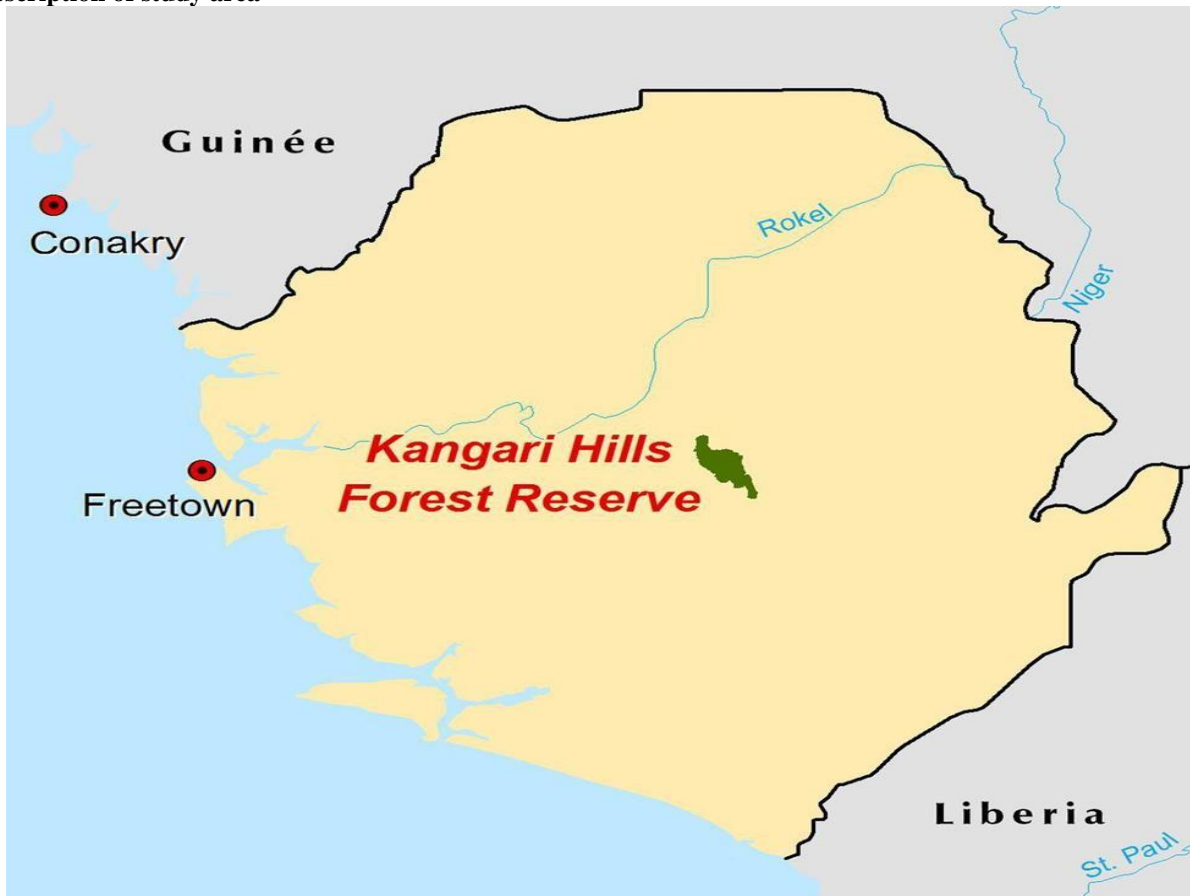 Guinée
Conakry
Rokel
Niger
Kangari Hills
Forest Reserve
Freetown
Liberia
St. Paul